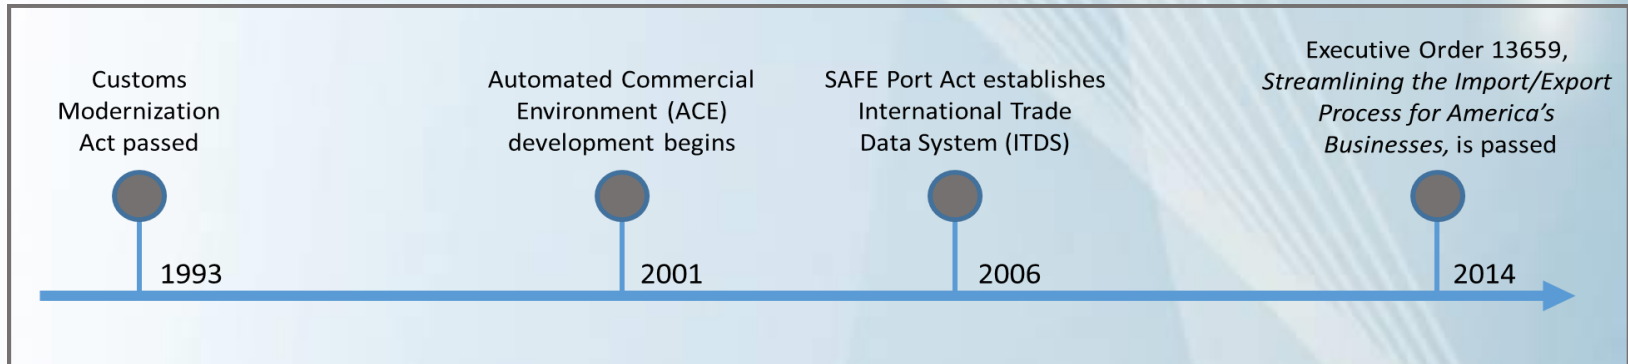 Customs
Modernization
Act passed
1993
Automated Commercial
Environment (ACE)
development begins
2001
SAFE Port Act establishes
International Trade
Data System (ITDS)
2006
Executive Order 13659,
Streamlining the Import/Export
Process for America's
Businesses, is passed
2014